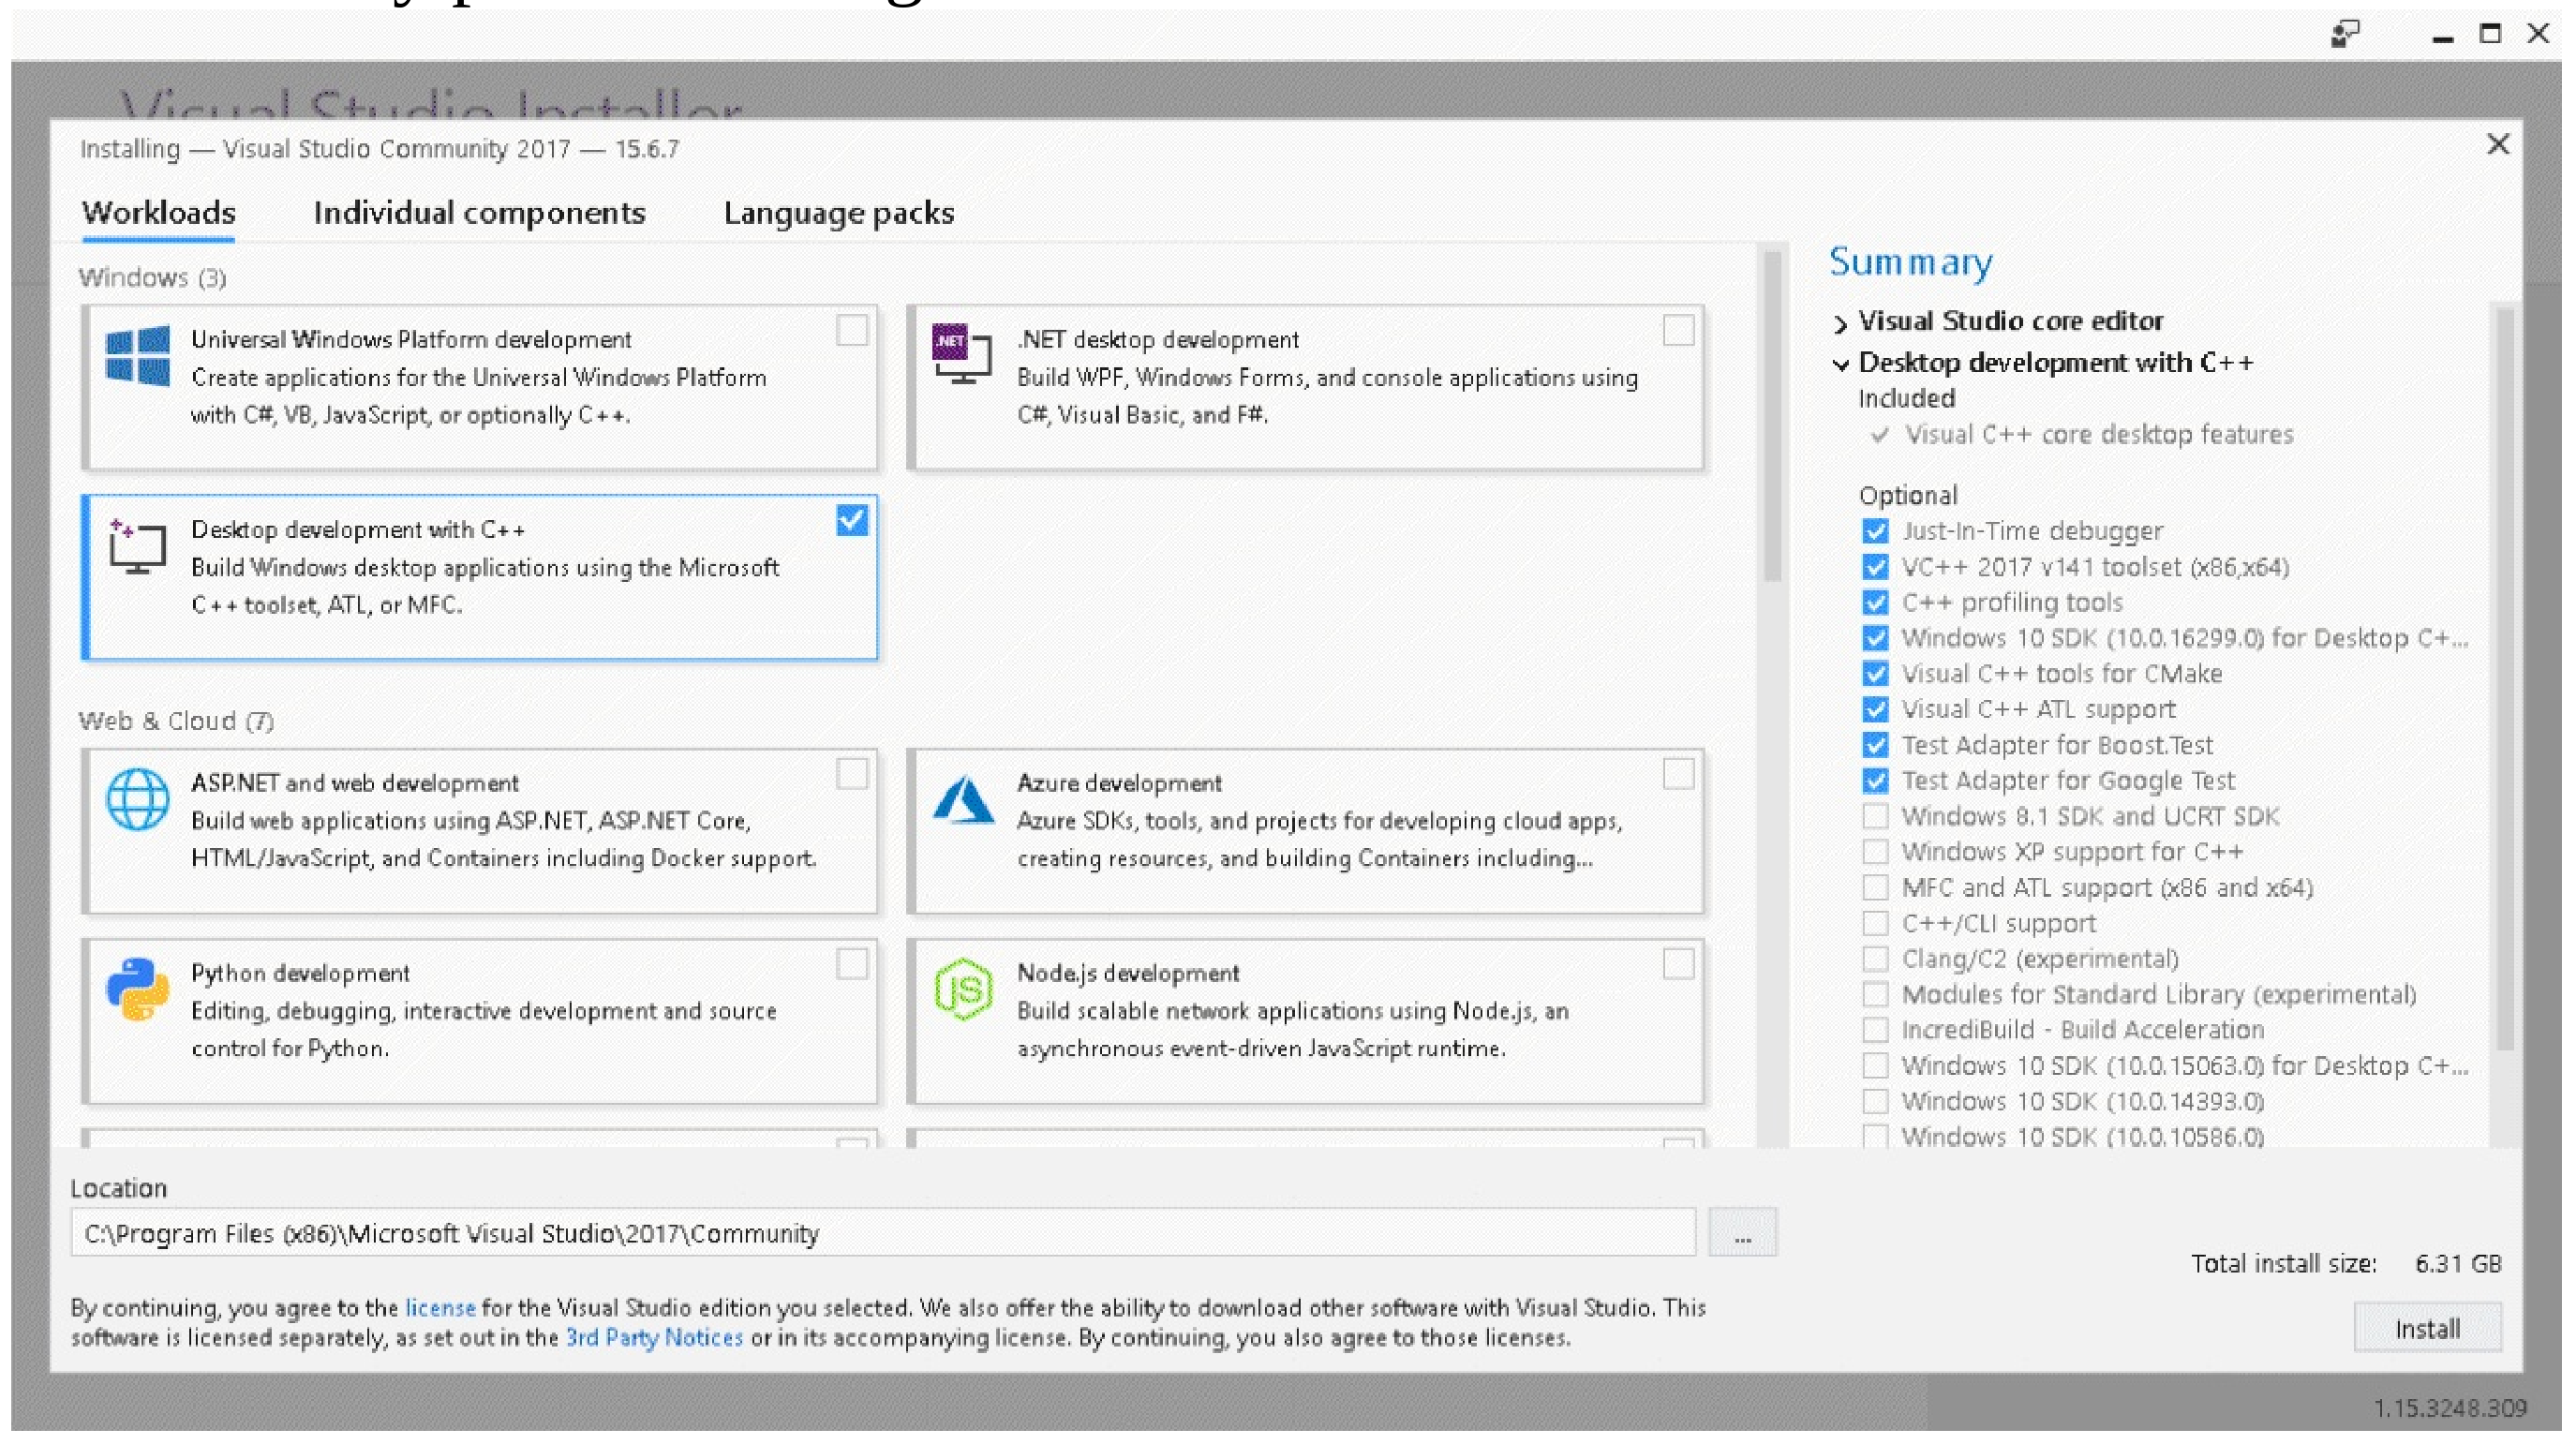 Visual Studio Installer
Installing — Visual Studio Community 2017 — 15.6.7
Workloads
Individual components
Language packs
Windows (3)
Universal Windows Platform development
Create applications for the Universal Windows Platform
with C#, VB, JavaScript, or optionally C++.
.NET
.NET desktop development
Build WPF, Windows Forms, and console applications using
C#, Visual Basic, and F#.
Desktop development with C++
Build Windows desktop applications using the Microsoft
C++ toolset, ATL, or MFC.
Web & Cloud (7)
ASP.NET and web development
Build web applications using ASP.NET, ASP.NET Core,
HTML/JavaScript, and Containers including Docker support.
Azure development
Azure SDKs, tools, and projects for developing cloud apps,
creating resources, and building Containers including...
Python development
Editing, debugging, interactive development and source
control for Python.
JS
Node.js development
Build scalable network applications using Node.js, an
asynchronous event-driven JavaScript runtime.
Summary
Visual Studio core editor
Desktop development with C++
Included
Visual C++ core desktop features
Optional
Just-In-Time debugger
VC++ 2017 v141 toolset (x86,x64)
C++ profiling tools
Windows 10 SDK (10.0.16299.0) for Desktop C+...
Visual C++ tools for CMake
Visual C++ ATL support
Test Adapter for Boost.Test
Test Adapter for Google Test
Windows 8.1 SDK and UCRT SDK
Windows XP support for C++
MFC and ATL support (x86 and x64)
C++/CLI support
Clang/C2 (experimental)
Modules for Standard Library (experimental)
IncrediBuild - Build Acceleration
Windows 10 SDK (10.0.15063.0) for Desktop C+...
Windows 10 SDK (10.0.14393.0)
Windows 10 SDK (10.0.10586.0)
Location
C:\Program Files (x86)\Microsoft Visual Studio\2017\Community
...
Total install size: 6.31 GB
By continuing, you agree to the license for the Visual Studio edition you selected. We also offer the ability to download other software with Visual Studio. This
software is licensed separately, as set out in the 3rd Party Notices or in its accompanying license. By continuing, you also agree to those licenses.
Install
1.15.3248.309